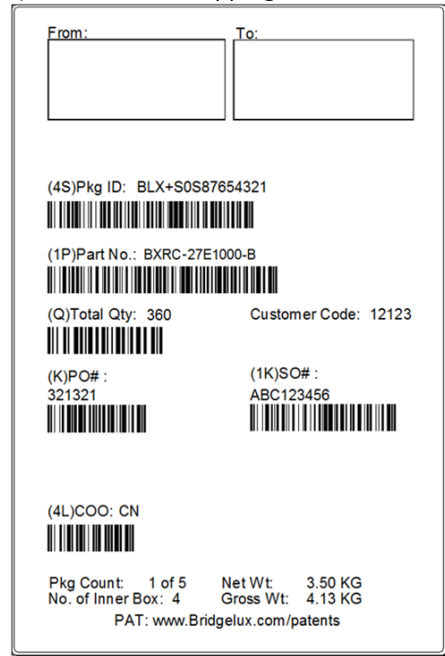 From: To:
(4S)Pkg ID: BLX+S0S87654321
(1P)Part No.: BXRC-27E1000-B
(Q)Total Qty: 360 Customer Code: 12123
(K)PO# : (1K)SO# :
321321 ABC123456
(4L)COO: CN
Pkg Count: 1 of 5 Net Wt: 3.50 KG
No. of Inner Box: 4 Gross Wt: 4.13 KG
PAT: www.Bridgelux.com/patents